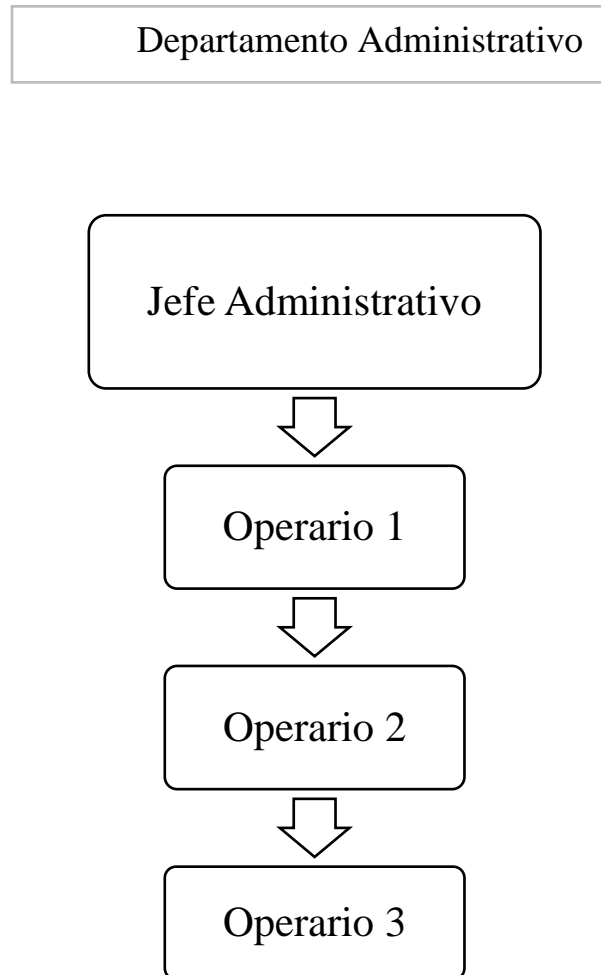 Departamento Administrativo
Jefe Administrativo
Operario 1
Operario 2
Operario 3